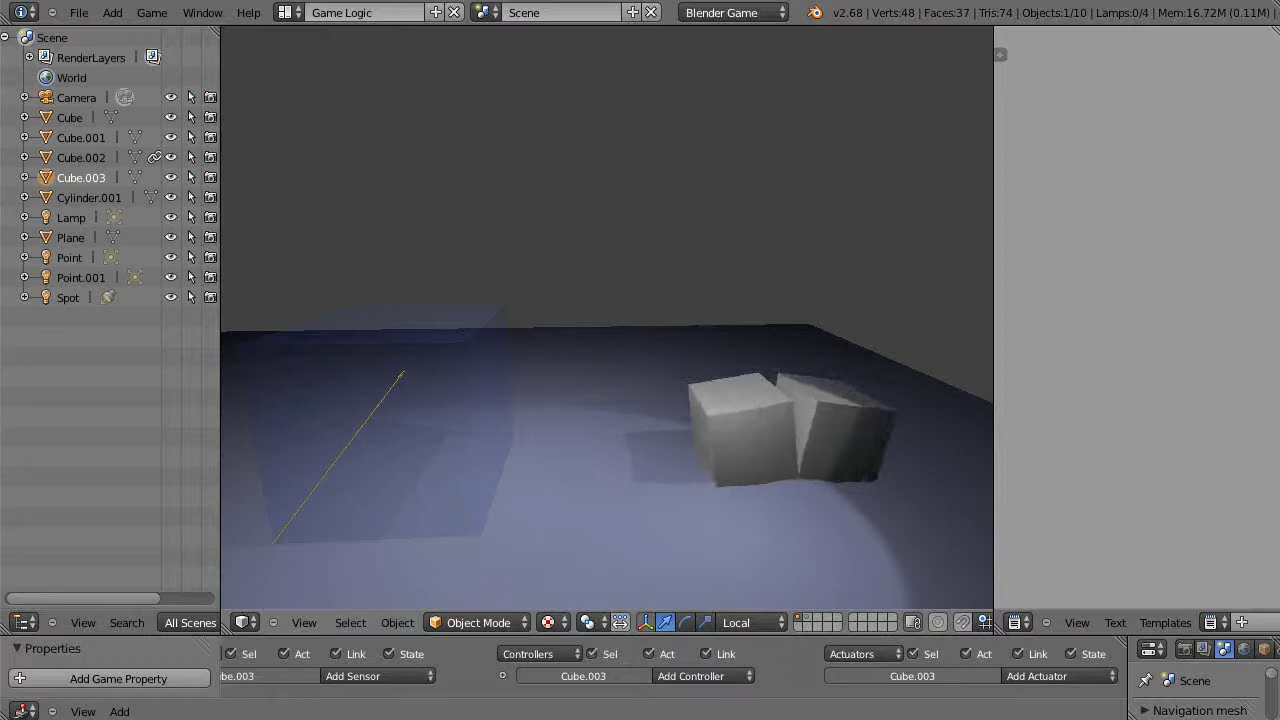 File Add Game Window Help Game Logic Scene Blender Game v2.68 | Verts:48 | Faces:37 | Tris:74 | Objects:1/10 | Lamps:0/4 | Mem:16.72M (0.11M) |
Scene
RenderLayers
World
Camera
Cube
Cube.001
Cube.002
Cube.003
Cylinder.001
Lamp
Plane
Point
Point.001
Spot
View Search All Scenes View Select Object Object Mode Local View Text Templates
Properties Sel Act Link State Controllers Sel Act Link Actuators Sel Act Link State
Add Game Property be.003 Add Sensor Cube.003 Add Controller Cube.003 Add Actuator Scene
View Add Navigation mesh